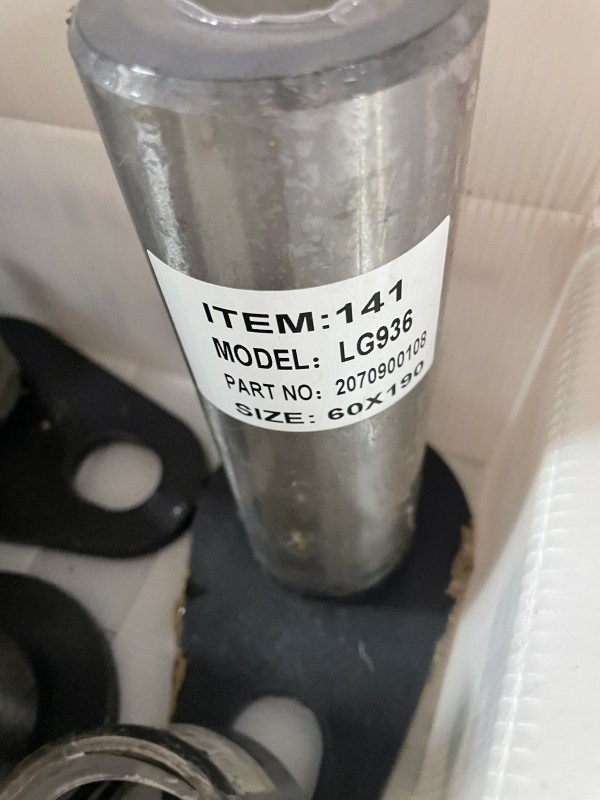 ITEM:141
MODEL: LG936
PART NO: 2070900108
SIZE: 60X190